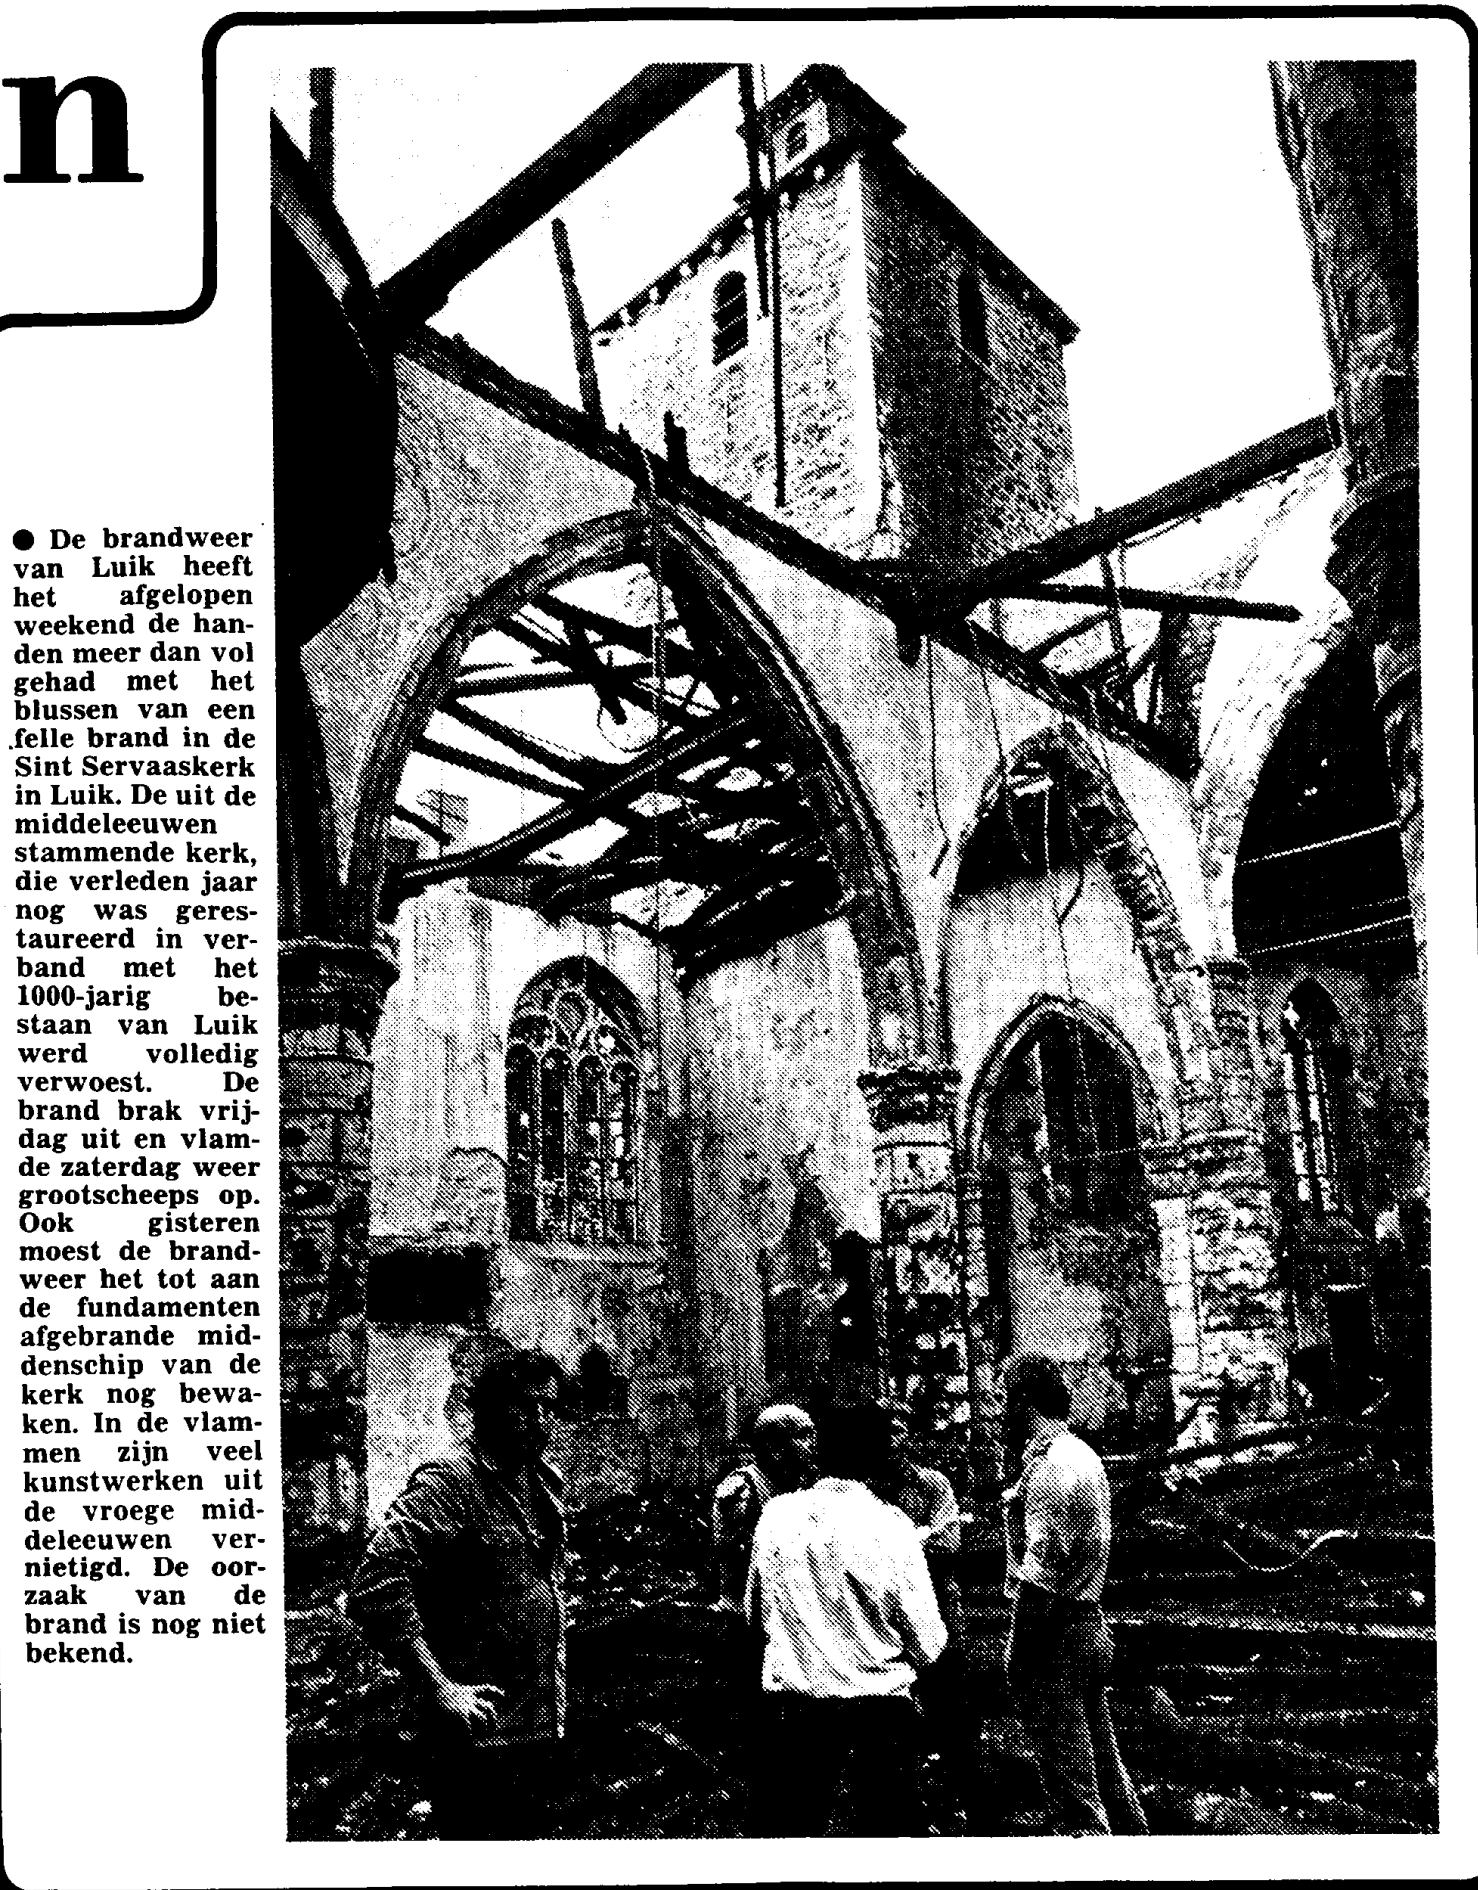 n
● De brandweer
van Luik heeft
het afgelopen
weekend de han-
den meer dan vol
gehad met het
blussen van een
felle brand in de
Sint Servaaskerk
in Luik. De uit de
middeleeuwen
stammende kerk,
die verleden jaar
nog was geres-
taureerd in ver-
band met het
1000-jarig be-
staan van Luik
werd volledig
verwoest. De
brand brak vrij-
dag uit en vlam-
de zaterdag weer
grootscheeps op.
Ook gisteren
moest de brand-
weer het tot aan
de fundamenten
afgebrande mid-
denschip van de
kerk nog bewa-
ken. In de vlam-
men zijn veel
kunstwerken uit
de vroege mid-
deleeuwen ver-
nietigd. De oor-
zaak van de
brand is nog niet
bekend.